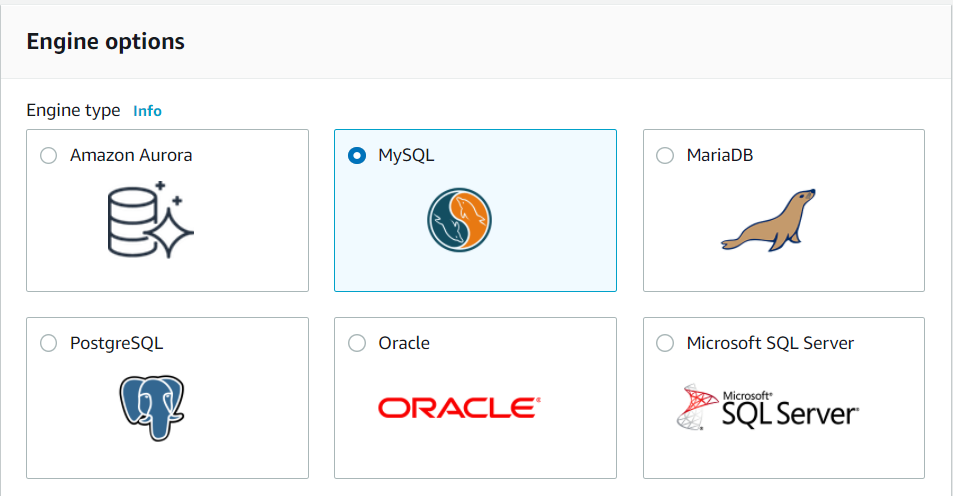 Engine options
Engine type Info
Amazon Aurora
MySQL
MariaDB
PostgreSQL
Oracle
ORACLE®
Microsoft SQL Server
Microsoft®
SQL Server®